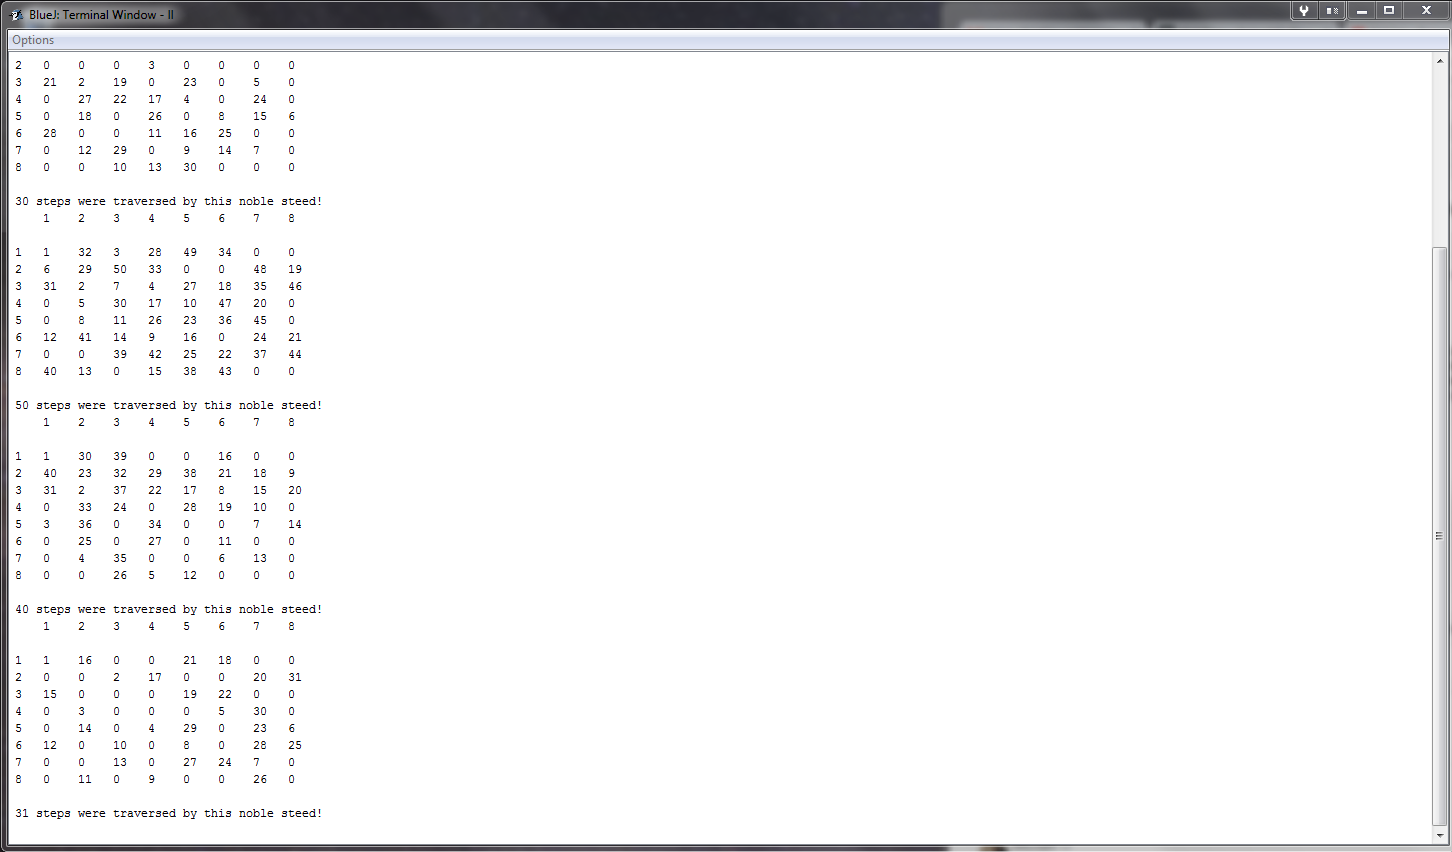 BlueJ: Terminal Window - II
Options
2 0 0 0 3 0 0 0 0
3 21 2 19 0 23 0 5 0
4 0 27 22 17 4 0 24 0
5 0 18 0 26 0 8 15 6
6 28 0 0 11 16 25 0 0
7 0 12 29 0 9 14 7 0
8 0 0 10 13 30 0 0 0
30 steps were traversed by this noble steed!
1 2 3 4 5 6 7 8
1 1 32 3 28 49 34 0 0
2 6 29 50 33 0 0 48 19
3 31 2 7 4 27 18 35 46
4 0 5 30 17 10 47 20 0
5 0 8 11 26 23 36 45 0
6 12 41 14 9 16 0 24 21
7 0 0 39 42 25 22 37 44
8 40 13 0 15 38 43 0 0
50 steps were traversed by this noble steed!
1 2 3 4 5 6 7 8
1 1 30 39 0 0 16 0 0
2 40 23 32 29 38 21 18 9
3 31 2 37 22 17 8 15 20
4 0 33 24 0 28 19 10 0
5 3 36 0 34 0 0 7 14
6 0 25 0 27 0 11 0 0
7 0 4 35 0 0 6 13 0
8 0 0 26 5 12 0 0 0
40 steps were traversed by this noble steed!
1 2 3 4 5 6 7 8
1 1 16 0 0 21 18 0 0
2 0 0 2 17 0 0 20 31
3 15 0 0 0 19 22 0 0
4 0 3 0 0 0 5 30 0
5 0 14 0 4 29 0 23 6
6 12 0 10 0 8 0 28 25
7 0 0 13 0 27 24 7 0
8 0 11 0 9 0 0 26 0
31 steps were traversed by this noble steed!